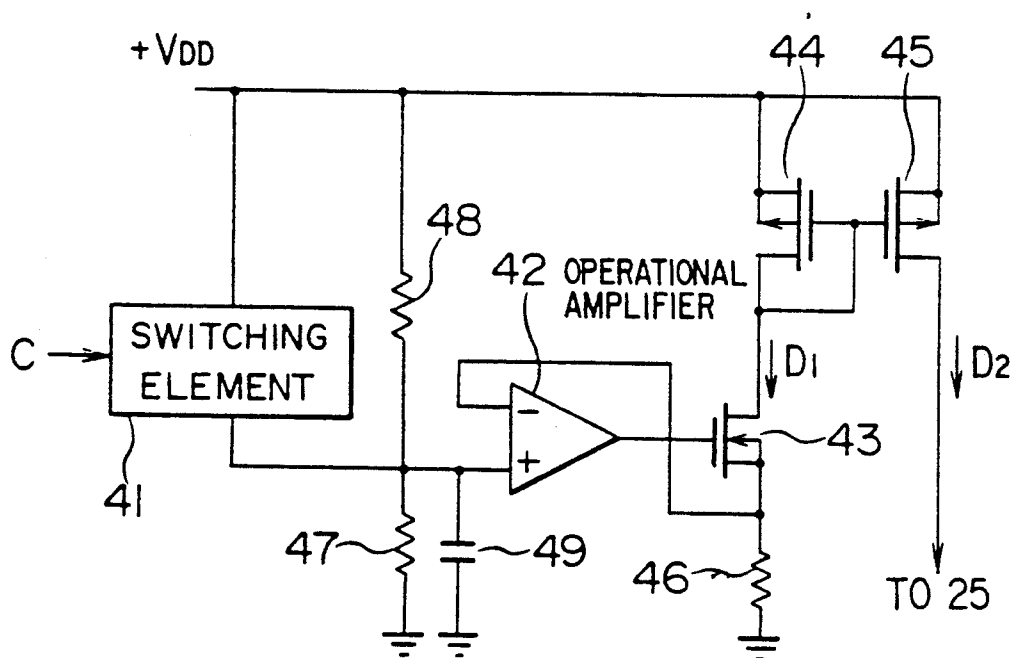 +VDD
44
45
48
42 OPERATIONAL
AMPLIFIER
C
SWITCHING
ELEMENT
D1
D2
−
+
43
41
47
49
46
TO 25